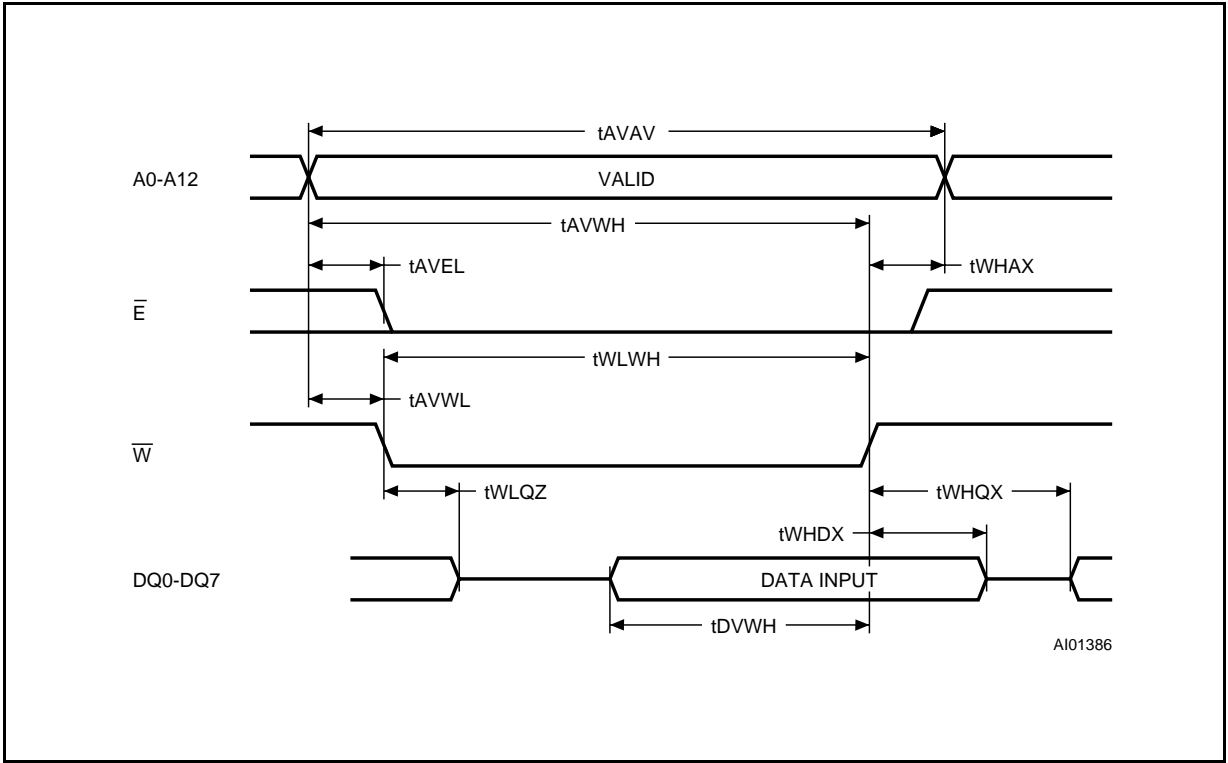 tAVAV
A0-A12
VALID
tAVWH
tAVEL
tWHAX
E̅
tWLWH
tAVWL
W̅
tWLQZ
tWHQX
tWHDX
DQ0-DQ7
DATA INPUT
tDVWH
AI01386